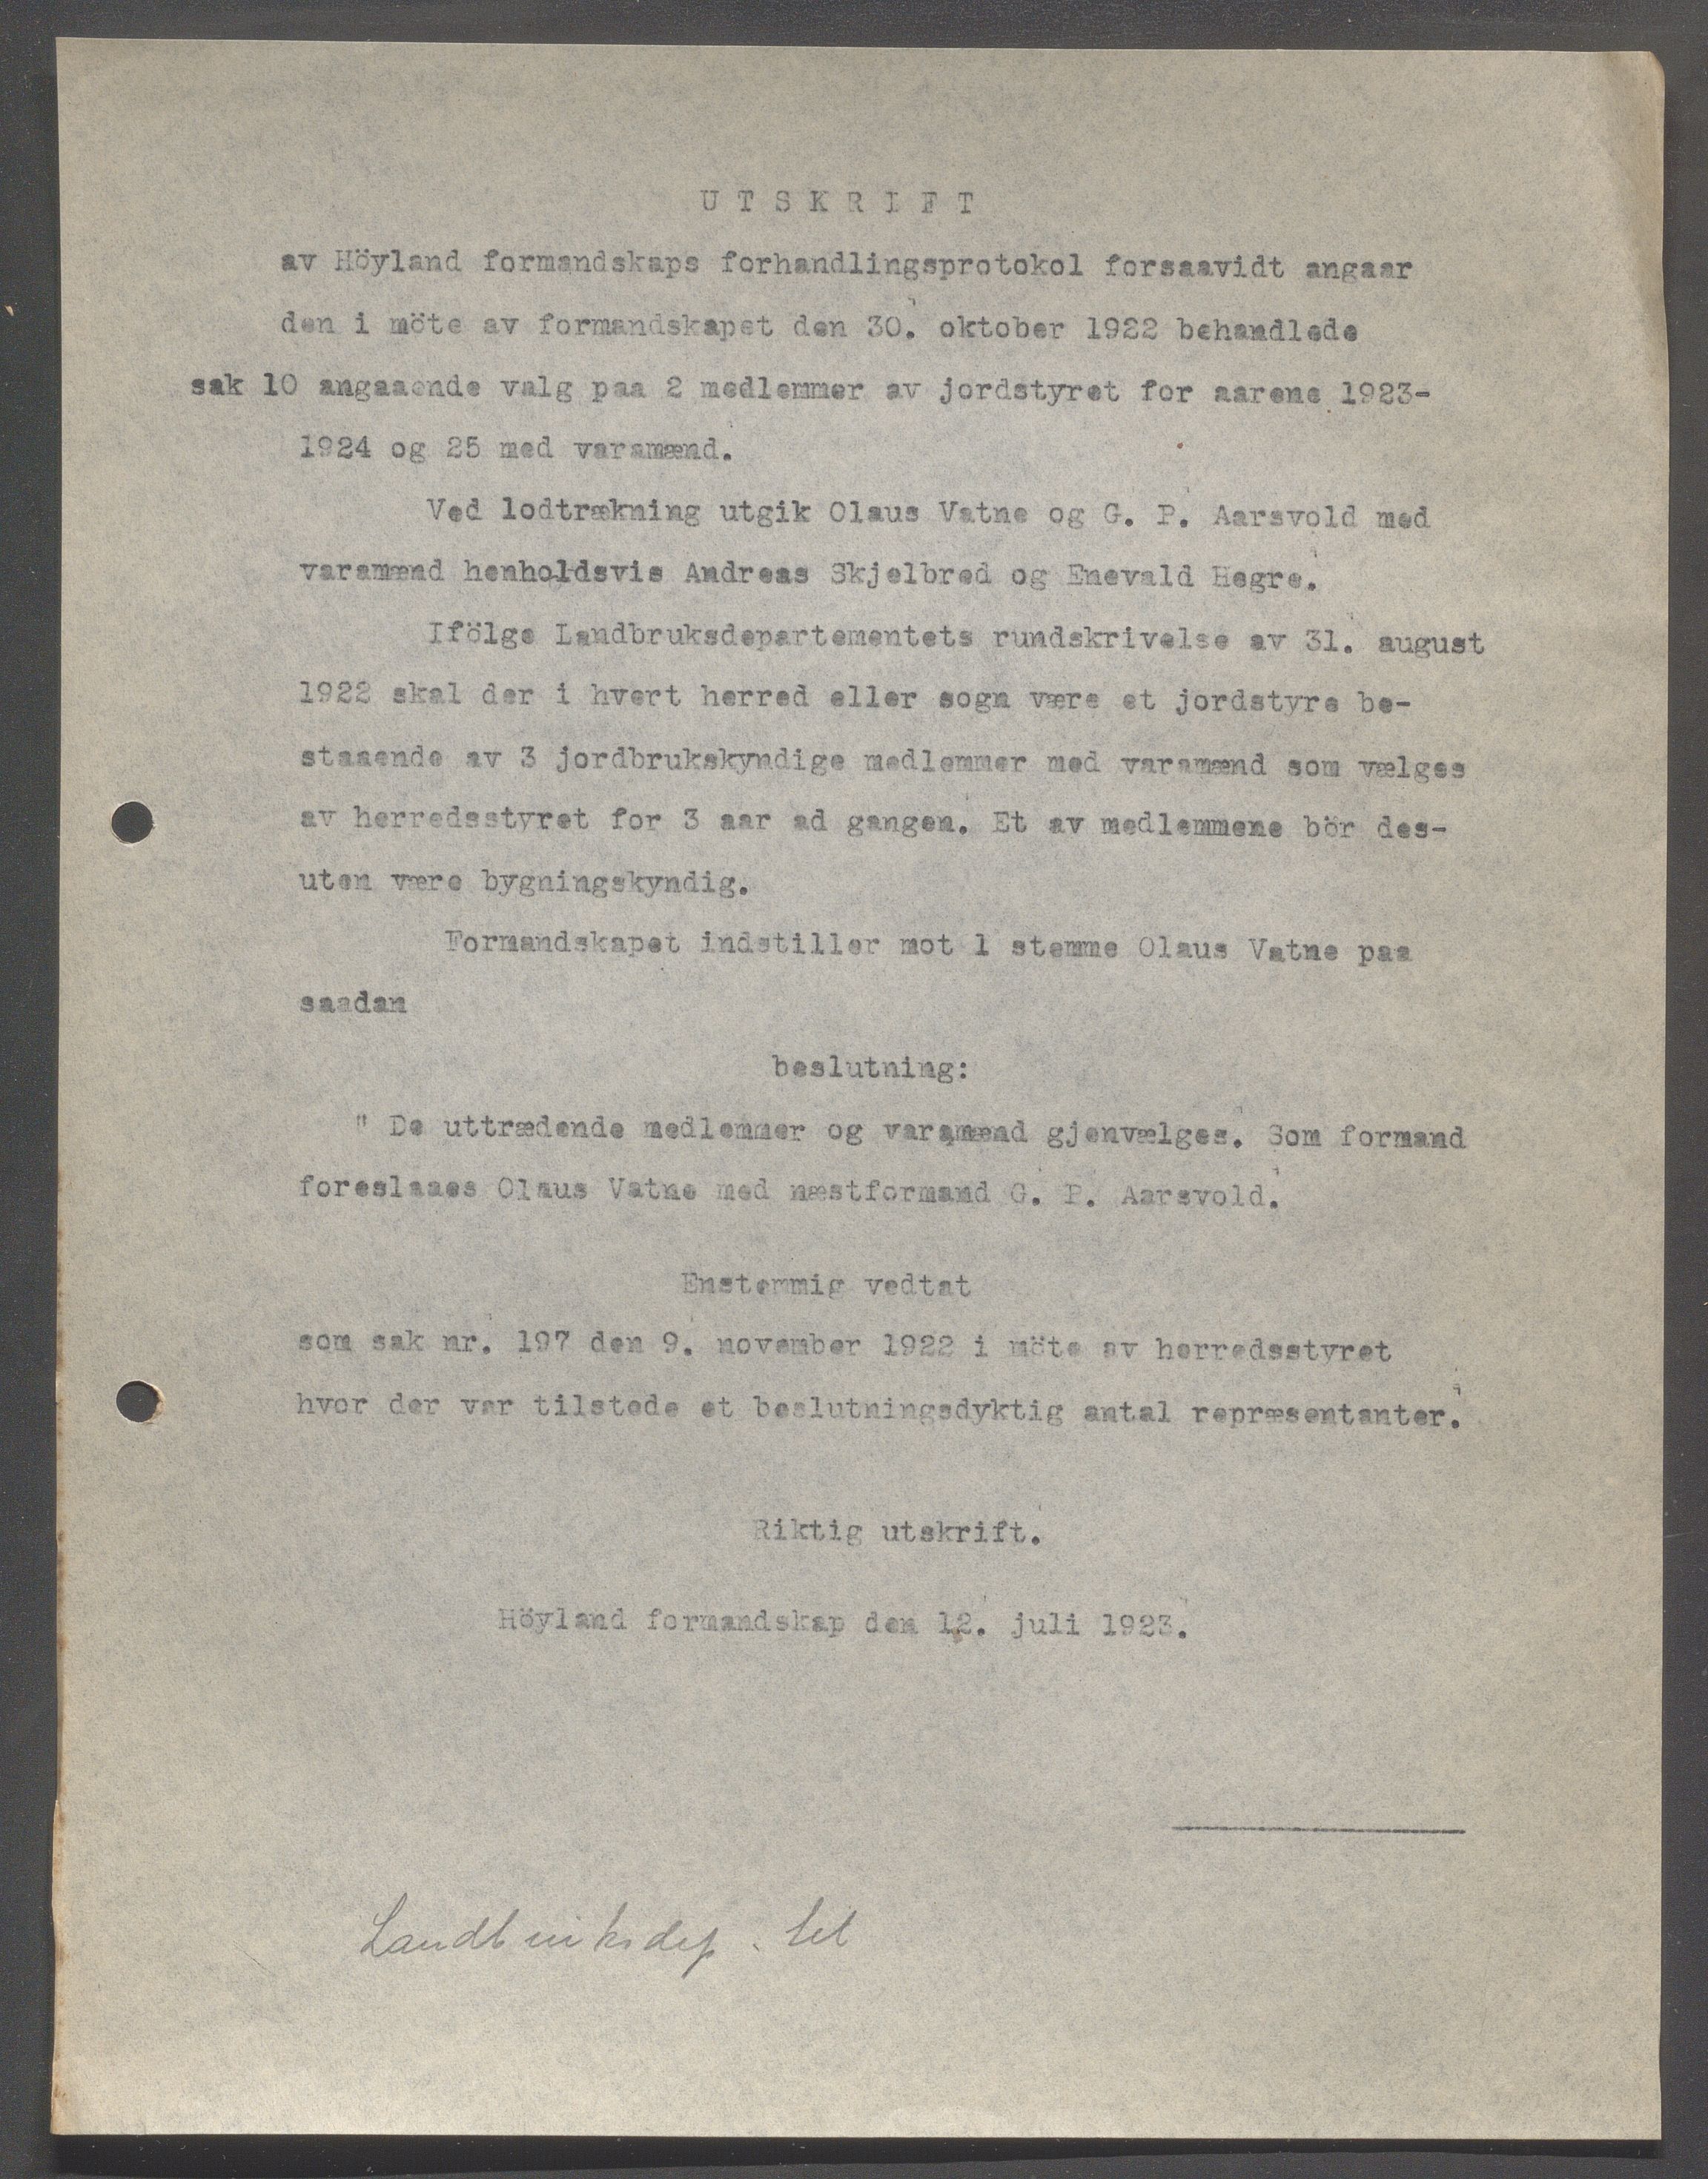 UTSKRIFT
av Höyland formandskaps forhandlingsprotokol forsaavidt angaar
den i möte av formandskapet den 30. oktober 1922 behandlede
sak 10 angaaende valg paa 2 medlemmer av jordstyret for aarene 1923-
1924 og 25 med varamænd.
Ved lodtrækning utgik Olaus Vatne og G. P. Aarsvold med
varamænd henholdsvis Andreas Skjelbred og Enevald Hegre.
Ifölge Landbruksdepartementets rundskrivelse av 31. august
1922 skal der i hvert herred eller sogn være et jordstyre be-
staaende av 3 jordbrukskyndige medlemmer med varamænd som vælges
av herredsstyret for 3 aar ad gangen. Et av medlemmene bör des-
uten være bygningskyndig.
Formandskapet indstiller mot 1 stemme Olaus Vatne paa
saadan
beslutning:
" De uttrædende medlemmer og varamænd gjenvælges. Som formand
foreslaaes Olaus Vatne med næstformand G. P. Aarsvold.
Enstemmig vedtat
som sak nr. 197 den 9. november 1922 i möte av herredsstyret
hvor der var tilstede et beslutningsdyktig antal repræsentanter.
Riktig utskrift.
Höyland formandskap den 12. juli 1923.
Landbruksdep. tet